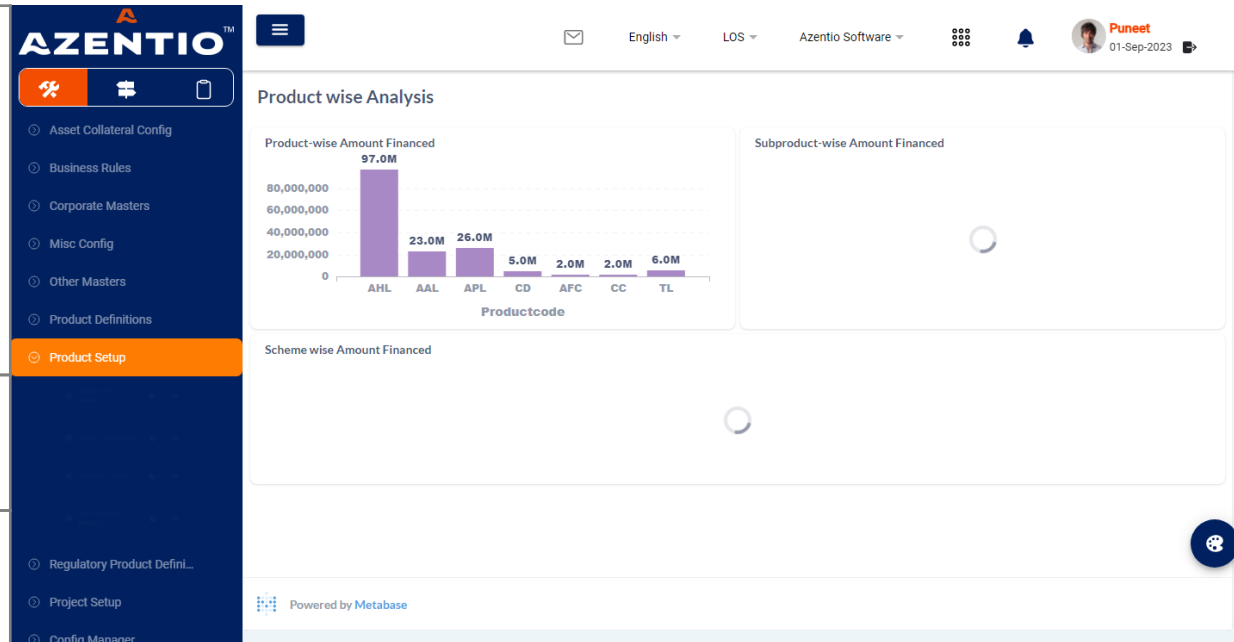 AZENTIO™
English
LOS
Azentio Software
Puneet
01-Sep-2023
Asset Collateral Config
Business Rules
Corporate Masters
Misc Config
Other Masters
Product Definitions
Product Setup
Regulatory Product Defini...
Project Setup
Config Manager
Product wise Analysis
Product-wise Amount Financed
97.0M
80,000,000
60,000,000
40,000,000
20,000,000
0
23.0M
26.0M
5.0M
2.0M
2.0M
6.0M
AHL AAL APL CD AFC CC TL
Productcode
Subproduct-wise Amount Financed
Scheme wise Amount Financed
Powered by Metabase